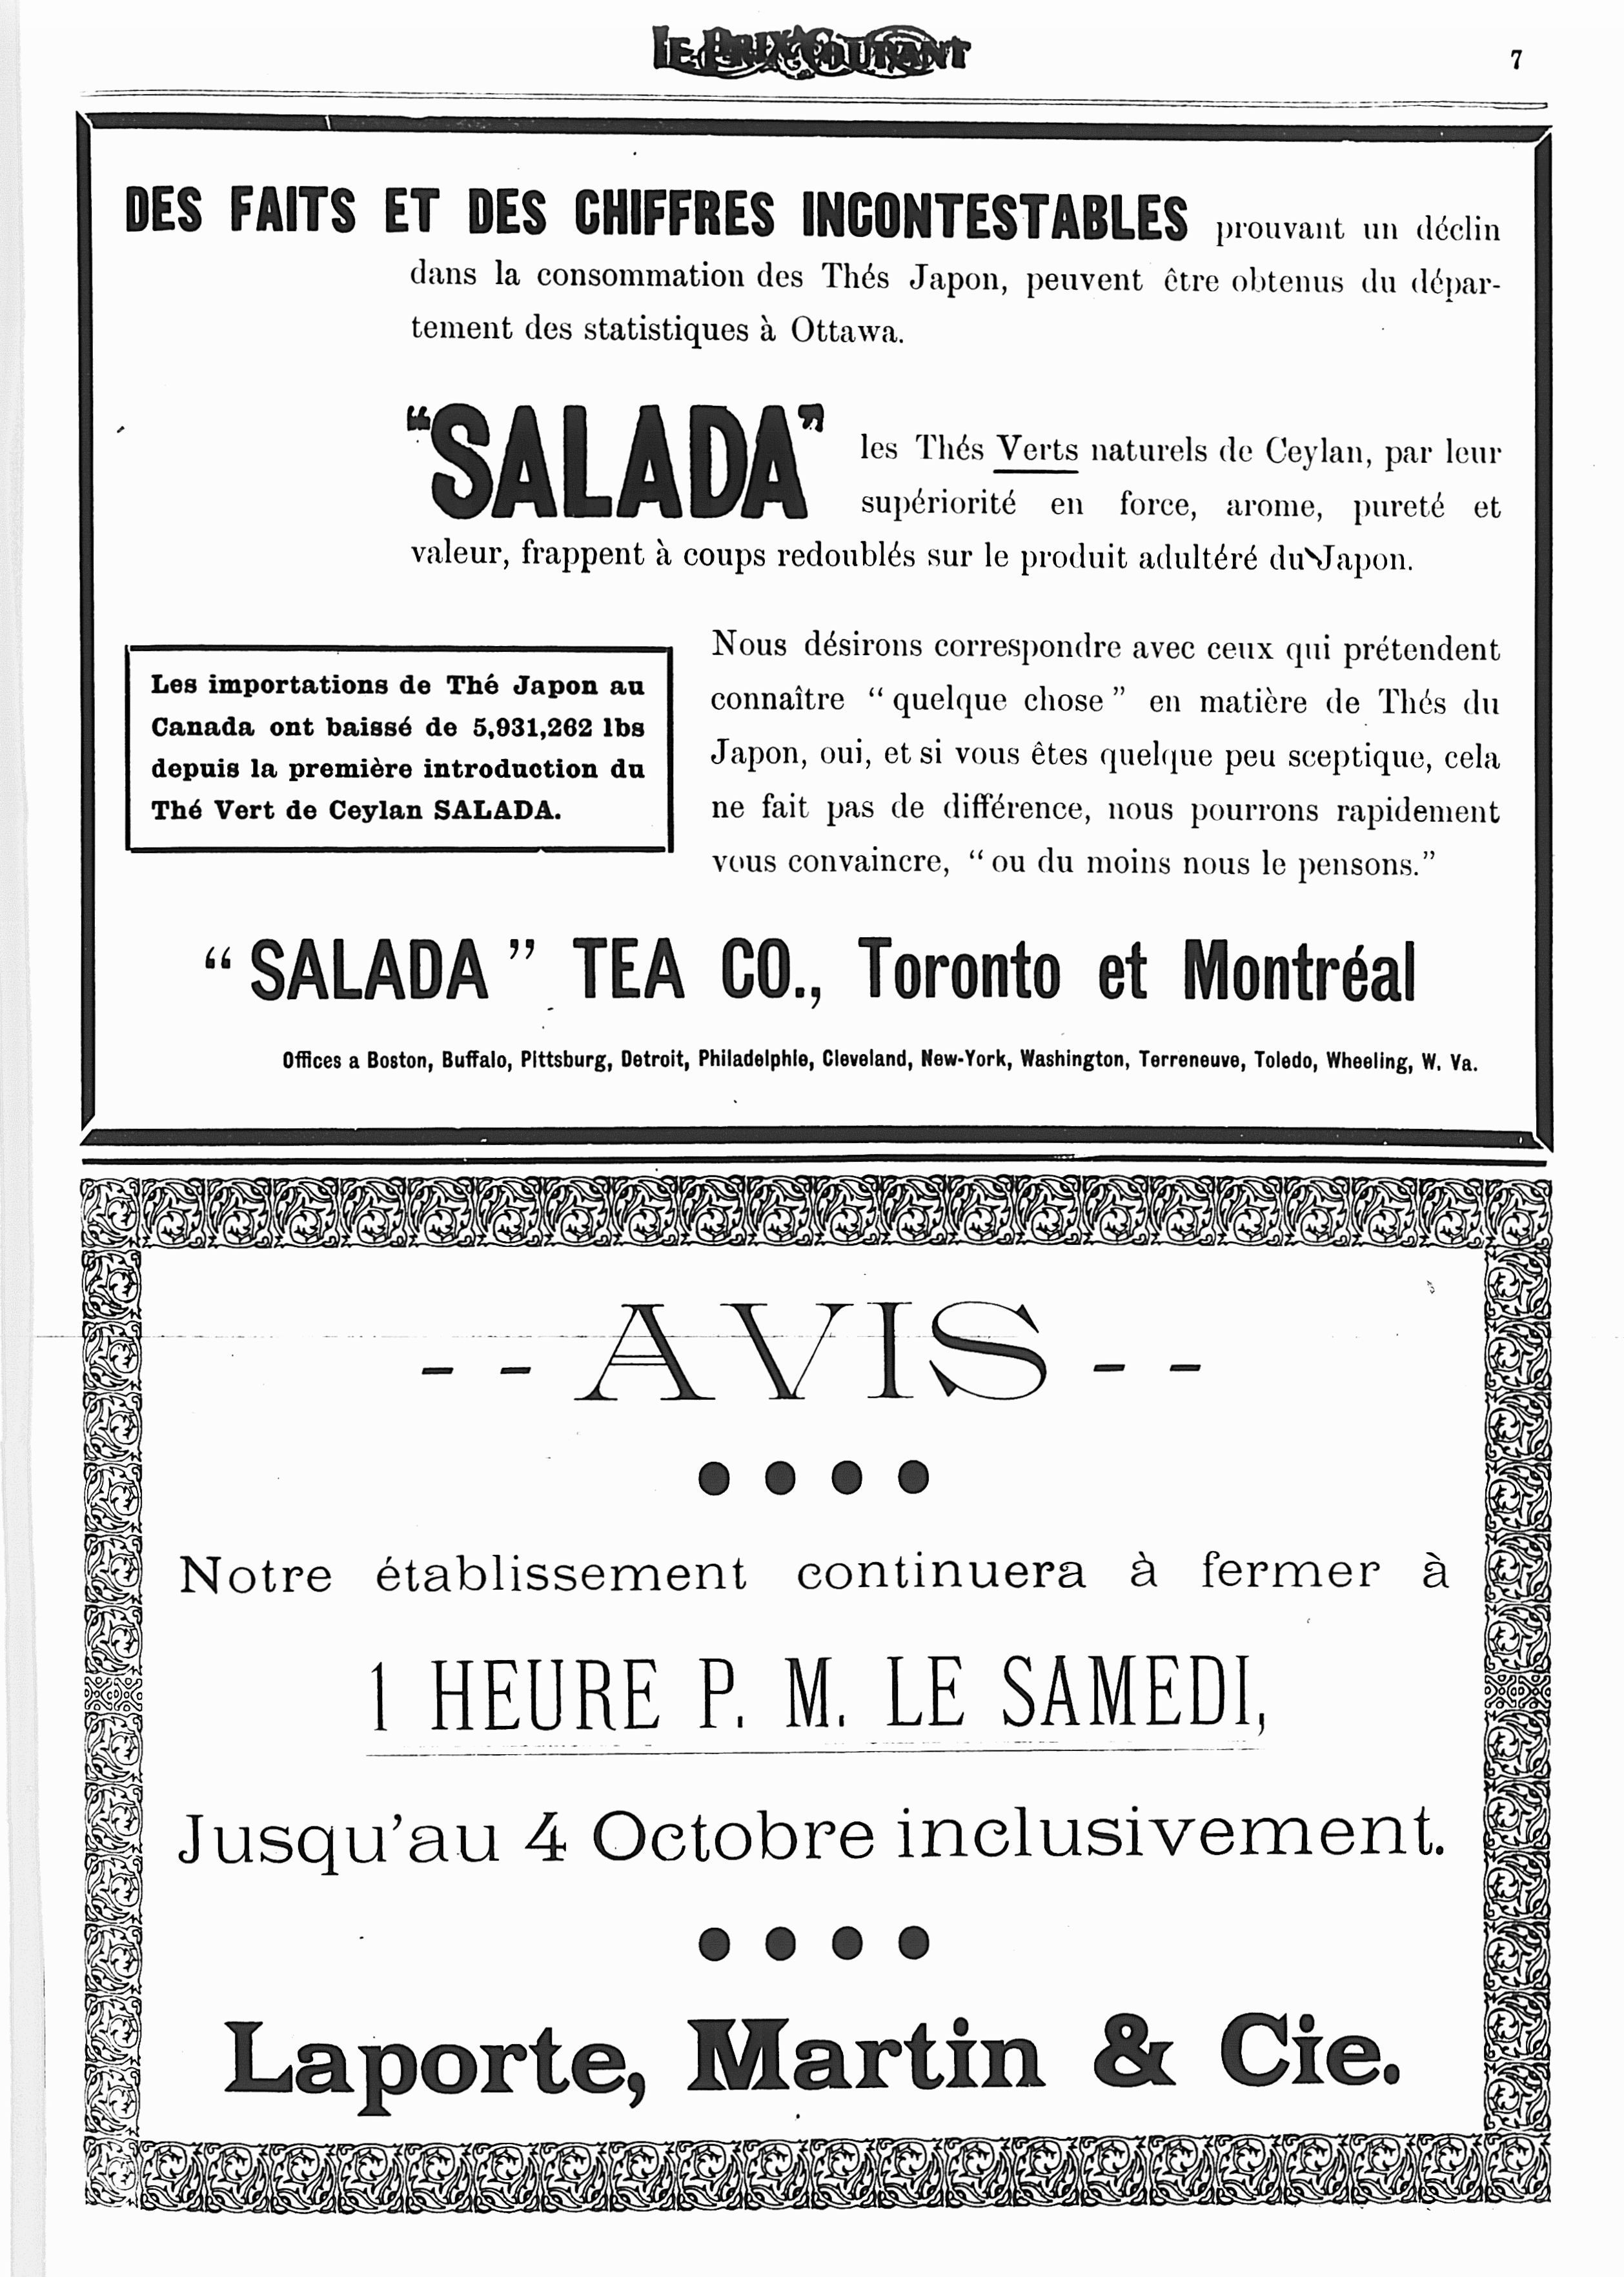 LE PRIX COURANT
7
DES FAITS ET DES CHIFFRES INCONTESTABLES prouvant un déclin
dans la consommation des Thés Japon, peuvent être obtenus du dépar-
tement des statistiques à Ottawa.
"SALADA" les Thés Verts naturels de Ceylan, par leur
supériorité en force, arome, pureté et
valeur, frappent à coups redoublés sur le produit adultéré du Japon.
Les importations de Thé Japon au
Canada ont baissé de 5,931,262 lbs
depuis la première introduction du
Thé Vert de Ceylan SALADA.
Nous désirons correspondre avec ceux qui prétendent
connaître "quelque chose" en matière de Thés du
Japon, oui, et si vous êtes quelque peu sceptique, cela
ne fait pas de différence, nous pourrons rapidement
vous convaincre, "ou du moins nous le pensons."
"SALADA" TEA CO., Toronto et Montréal
Offices a Boston, Buffalo, Pittsburg, Detroit, Philadelphie, Cleveland, New-York, Washington, Terreneuve, Toledo, Wheeling, W. Va.
-- AVIS --
Notre établissement continuera à fermer à
1 HEURE P. M. LE SAMEDI,
Jusqu'au 4 Octobre inclusivement.
Laporte, Martin & Cie.